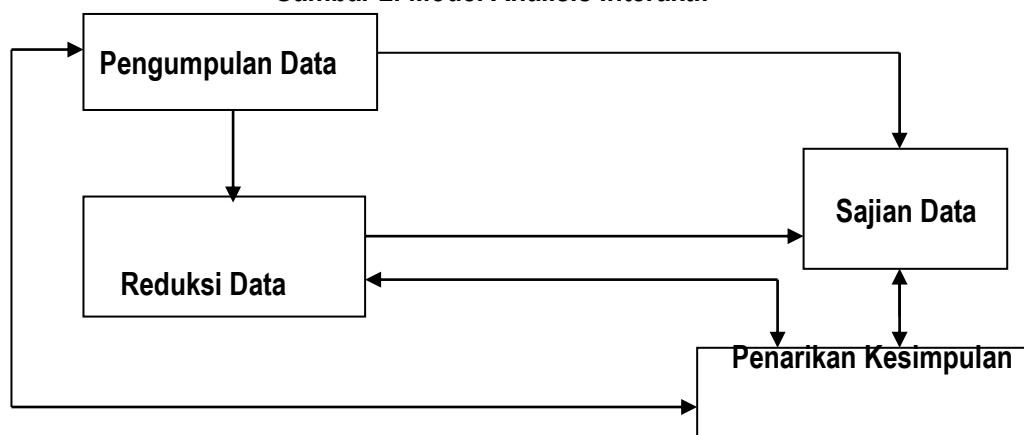 Pengumpulan Data
Sajian Data
Reduksi Data
Penarikan Kesimpulan